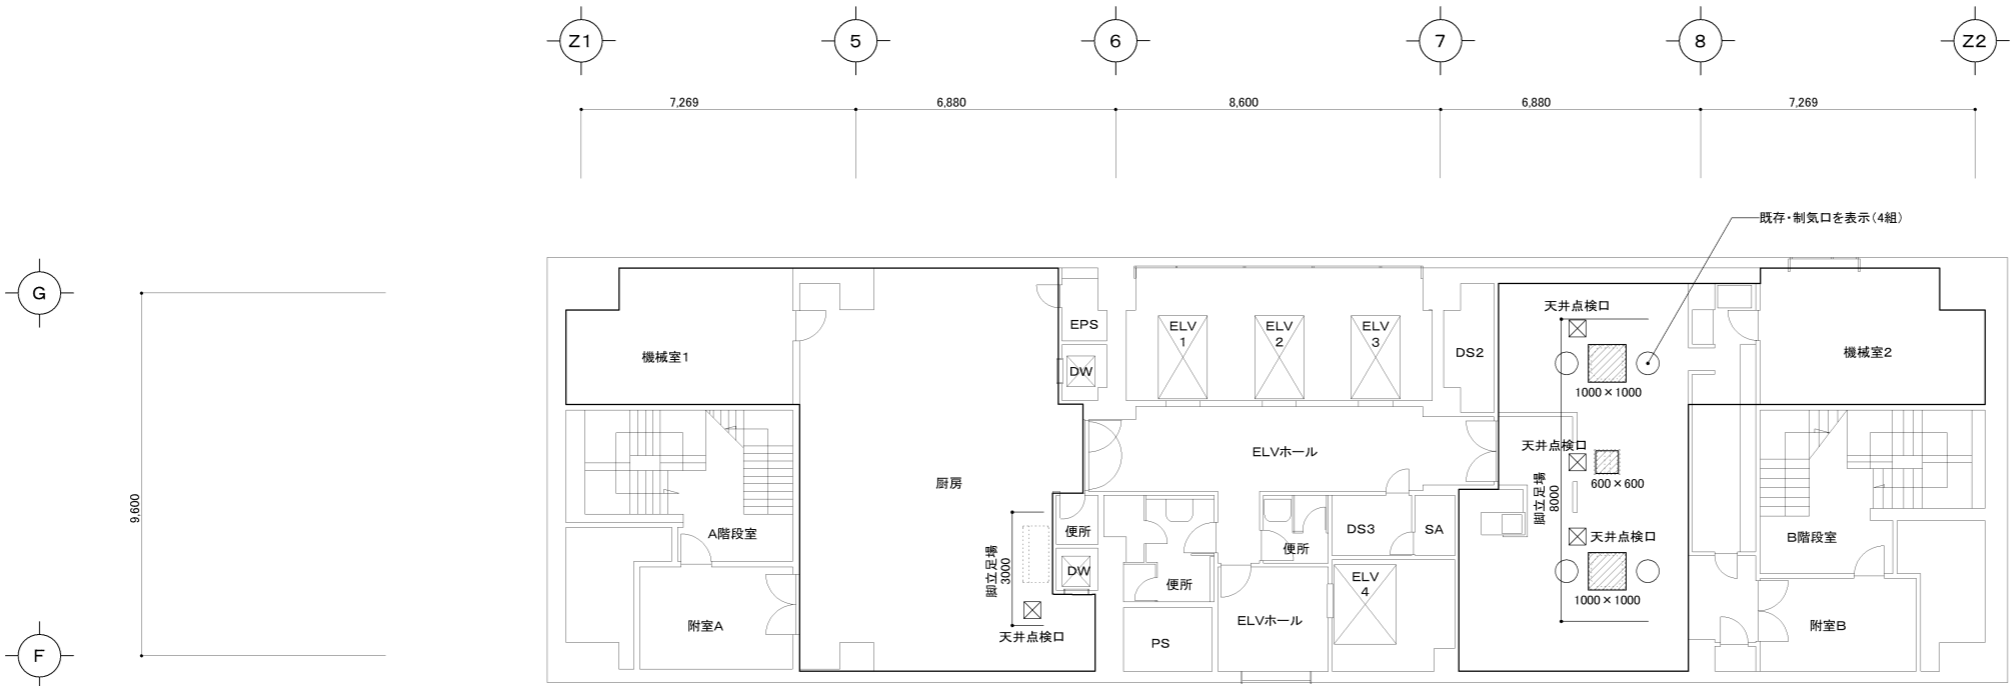 Z1
5
6
7
8
Z2
7,269
6,880
8,600
6,880
7,269
既存・制気口を表示(4組)
G
天井点検口
ELV
1
ELV
2
ELV
3
EPS
機械室1
DS2
機械室2
DW
1000×1000
天井点検口
ELVホール
厨房
600×600
脚立足場
8000
9,600
A階段室
便所
DS3
SA
天井点検口
B階段室
便所
脚立足場
3000
DW
便所
ELV
4
1000×1000
附室A
天井点検口
ELVホール
附室B
PS
F